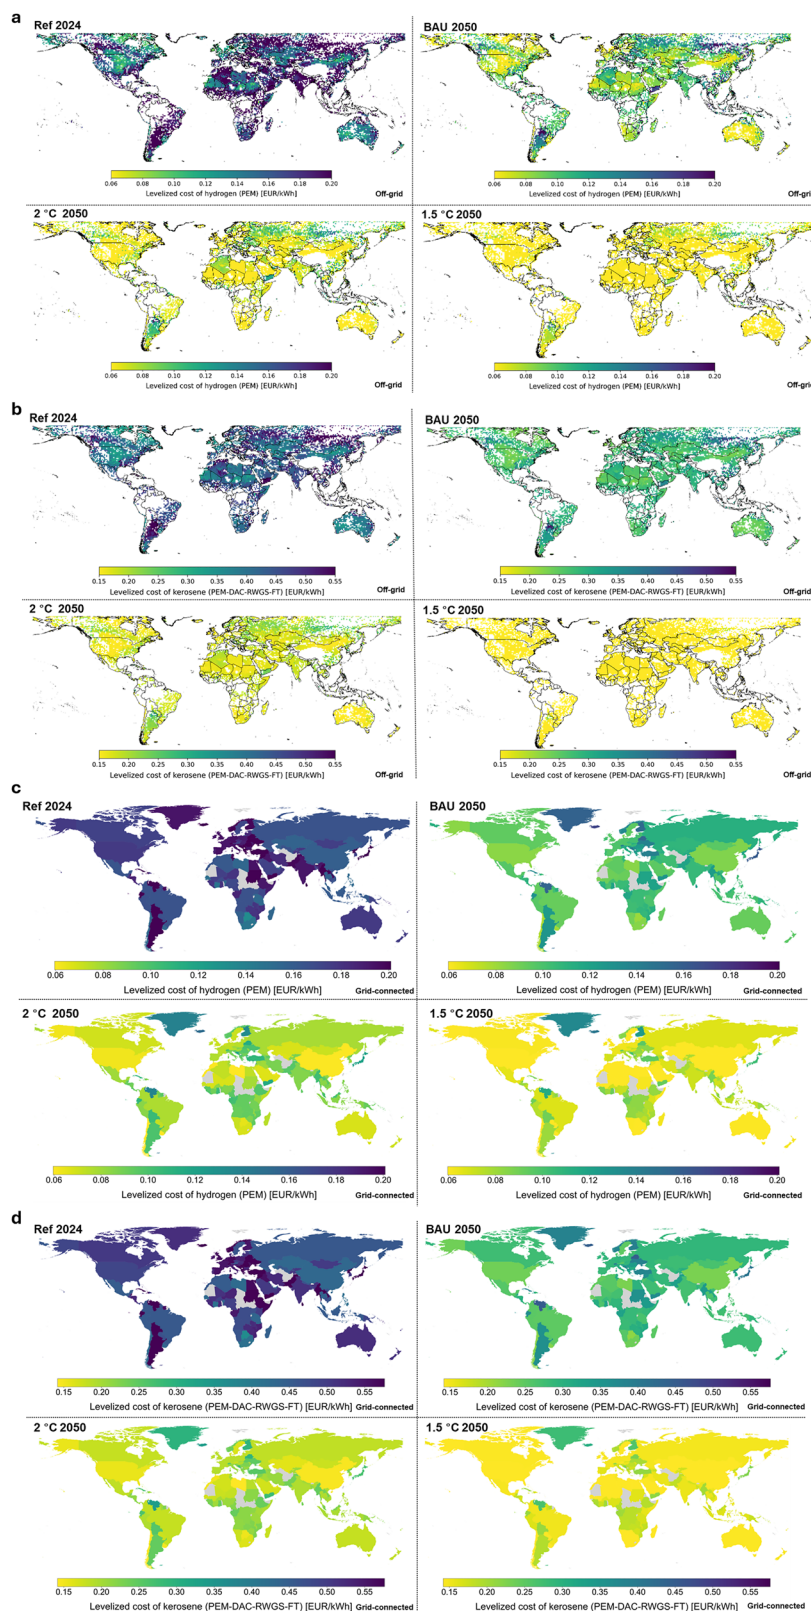 a
Ref 2024
BAU 2050
0.06 0.08 0.10 0.12 0.14 0.16 0.18 0.20
Levelized cost of hydrogen (PEM) [EUR/kWh]
Off-grid
0.06 0.08 0.10 0.12 0.14 0.16 0.18 0.20
Levelized cost of hydrogen (PEM) [EUR/kWh]
Off-grid
2 °C 2050
1.5 °C 2050
0.06 0.08 0.10 0.12 0.14 0.16 0.18 0.20
Levelized cost of hydrogen (PEM) [EUR/kWh]
Off-grid
0.06 0.08 0.10 0.12 0.14 0.16 0.18 0.20
Levelized cost of hydrogen (PEM) [EUR/kWh]
Off-grid
b
Ref 2024
BAU 2050
0.15 0.20 0.25 0.30 0.35 0.40 0.45 0.50 0.55
Levelized cost of kerosene (PEM-DAC-RWGS-FT) [EUR/kWh]
Off-grid
0.15 0.20 0.25 0.30 0.35 0.40 0.45 0.50 0.55
Levelized cost of kerosene (PEM-DAC-RWGS-FT) [EUR/kWh]
Off-grid
2 °C 2050
1.5 °C 2050
0.15 0.20 0.25 0.30 0.35 0.40 0.45 0.50 0.55
Levelized cost of kerosene (PEM-DAC-RWGS-FT) [EUR/kWh]
Off-grid
0.15 0.20 0.25 0.30 0.35 0.40 0.45 0.50 0.55
Levelized cost of kerosene (PEM-DAC-RWGS-FT) [EUR/kWh]
Off-grid
c
Ref 2024
BAU 2050
0.06 0.08 0.10 0.12 0.14 0.16 0.18 0.20
Levelized cost of hydrogen (PEM) [EUR/kWh]
Grid-connected
0.06 0.08 0.10 0.12 0.14 0.16 0.18 0.20
Levelized cost of hydrogen (PEM) [EUR/kWh]
Grid-connected
2 °C 2050
1.5 °C 2050
0.06 0.08 0.10 0.12 0.14 0.16 0.18 0.20
Levelized cost of hydrogen (PEM) [EUR/kWh]
Grid-connected
0.06 0.08 0.10 0.12 0.14 0.16 0.18 0.20
Levelized cost of hydrogen (PEM) [EUR/kWh]
Grid-connected
d
Ref 2024
BAU 2050
0.15 0.20 0.25 0.30 0.35 0.40 0.45 0.50 0.55
Levelized cost of kerosene (PEM-DAC-RWGS-FT) [EUR/kWh]
Grid-connected
0.15 0.20 0.25 0.30 0.35 0.40 0.45 0.50 0.55
Levelized cost of kerosene (PEM-DAC-RWGS-FT) [EUR/kWh]
Grid-connected
2 °C 2050
1.5 °C 2050
0.15 0.20 0.25 0.30 0.35 0.40 0.45 0.50 0.55
Levelized cost of kerosene (PEM-DAC-RWGS-FT) [EUR/kWh]
Grid-connected
0.15 0.20 0.25 0.30 0.35 0.40 0.45 0.50 0.55
Levelized cost of kerosene (PEM-DAC-RWGS-FT) [EUR/kWh]
Grid-connected